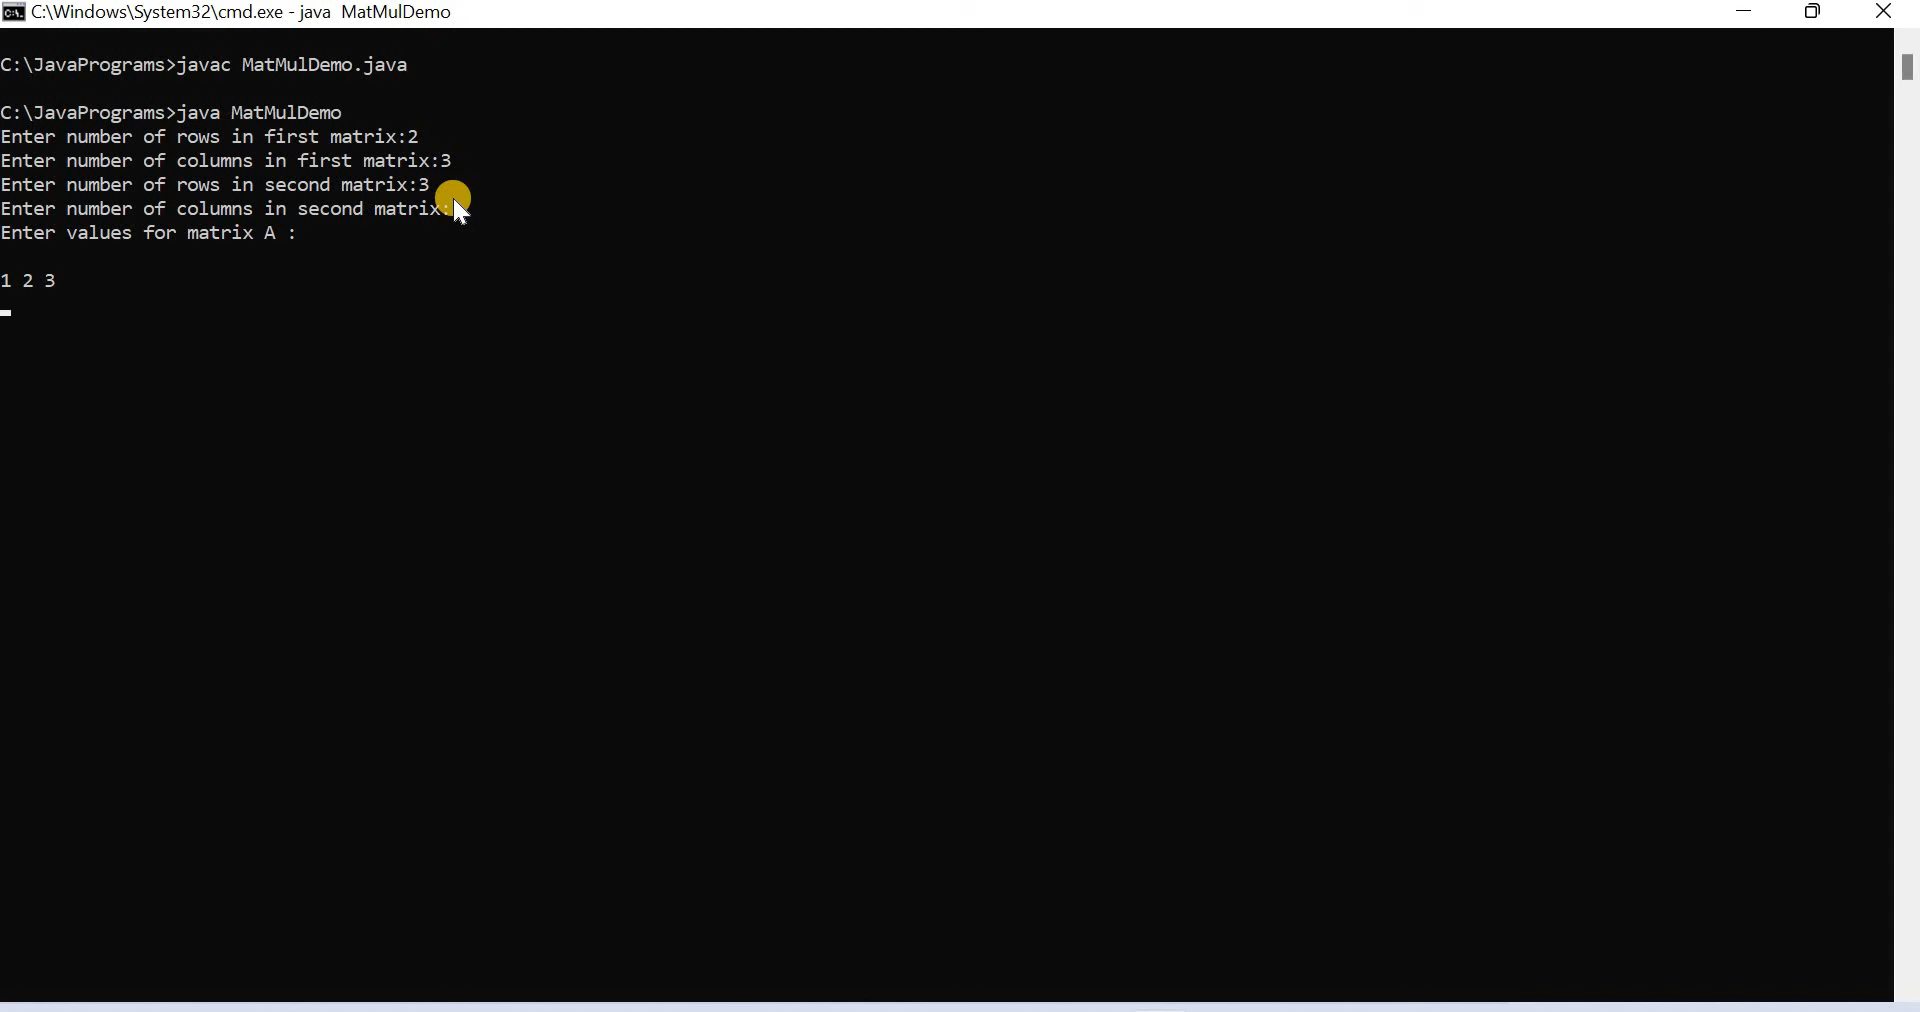 C:\Windows\System32\cmd.exe - java  MatMulDemo
C:\JavaPrograms>javac MatMulDemo.java
C:\JavaPrograms>java MatMulDemo
Enter number of rows in first matrix:2
Enter number of columns in first matrix:3
Enter number of rows in second matrix:3
Enter number of columns in second matrix:
Enter values for matrix A :
1 2 3